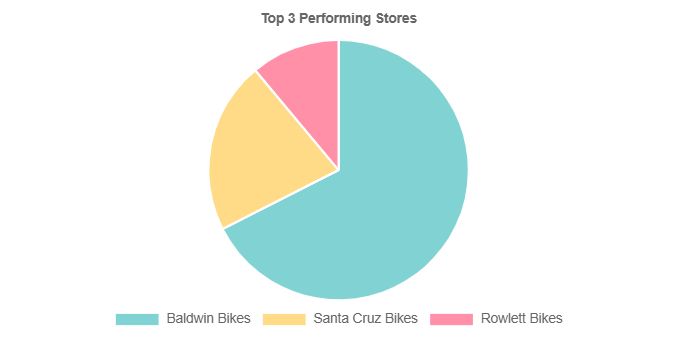 Top 3 Performing Stores
Baldwin Bikes Santa Cruz Bikes Rowlett Bikes